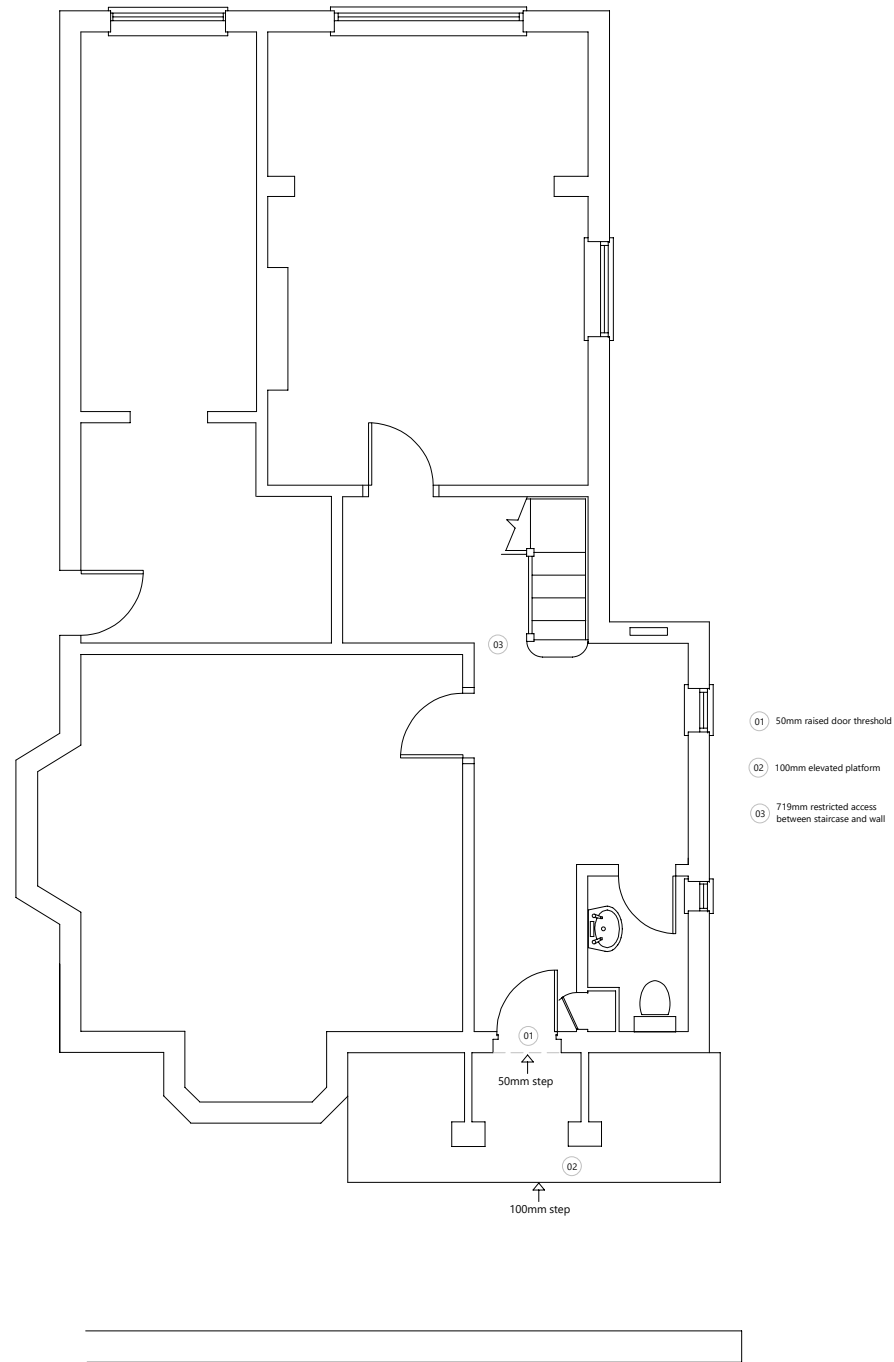 03
01 50mm raised door threshold
02 100mm elevated platform
03 719mm restricted access
between staircase and wall
01
50mm step
02
100mm step